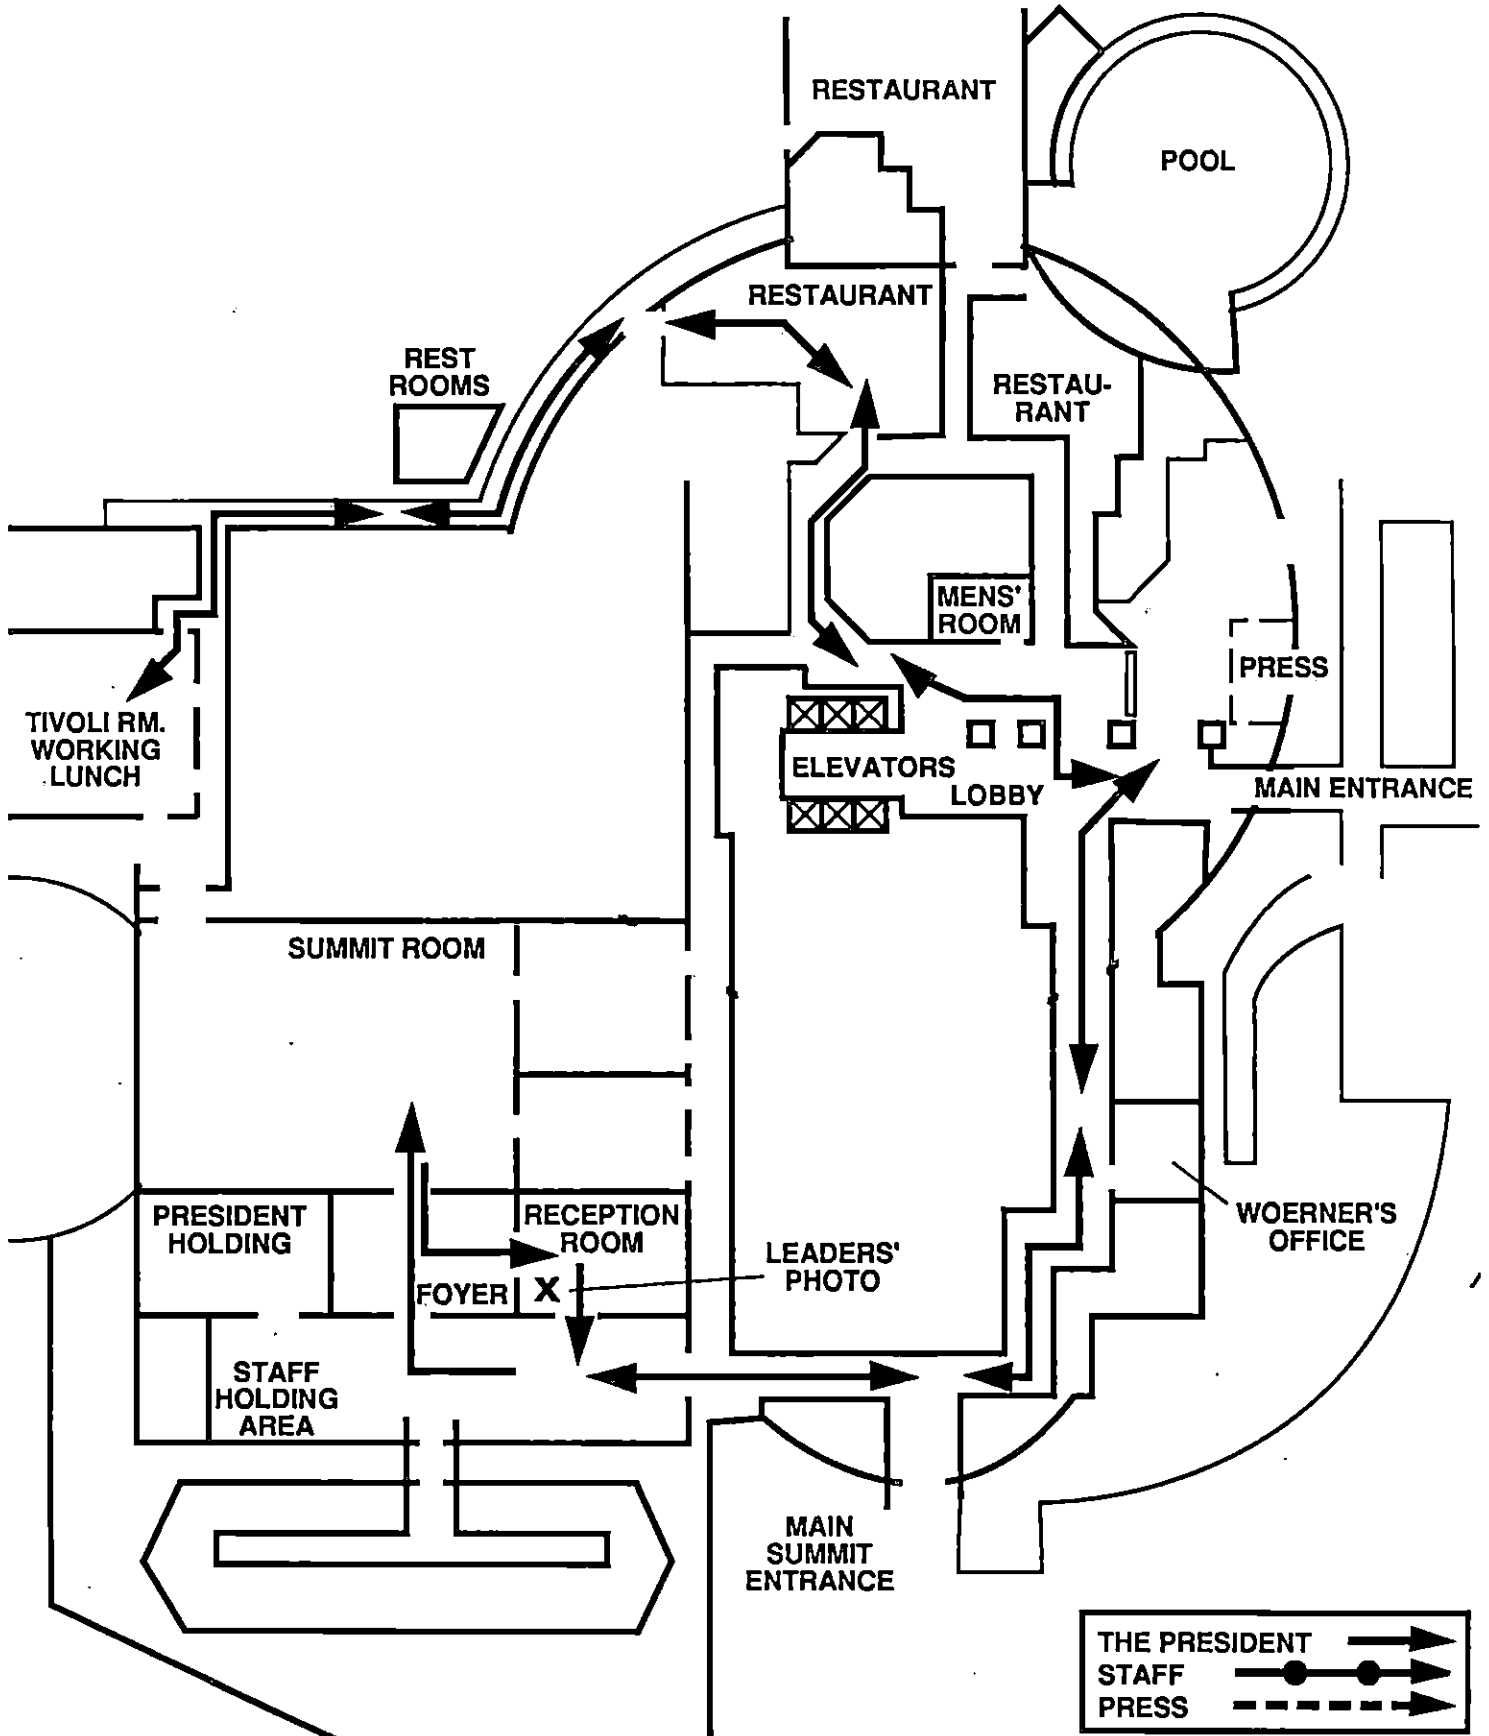 RESTAURANT
POOL
RESTAURANT
REST
ROOMS
RESTAU-
RANT
MENS'
ROOM
PRESS
TIVOLI RM.
WORKING
LUNCH
ELEVATORS
LOBBY
MAIN ENTRANCE
SUMMIT ROOM
PRESIDENT
HOLDING
RECEPTION
ROOM
LEADERS'
PHOTO
WOERNER'S
OFFICE
FOYER
X
STAFF
HOLDING
AREA
MAIN
SUMMIT
ENTRANCE
THE PRESIDENT
STAFF
PRESS